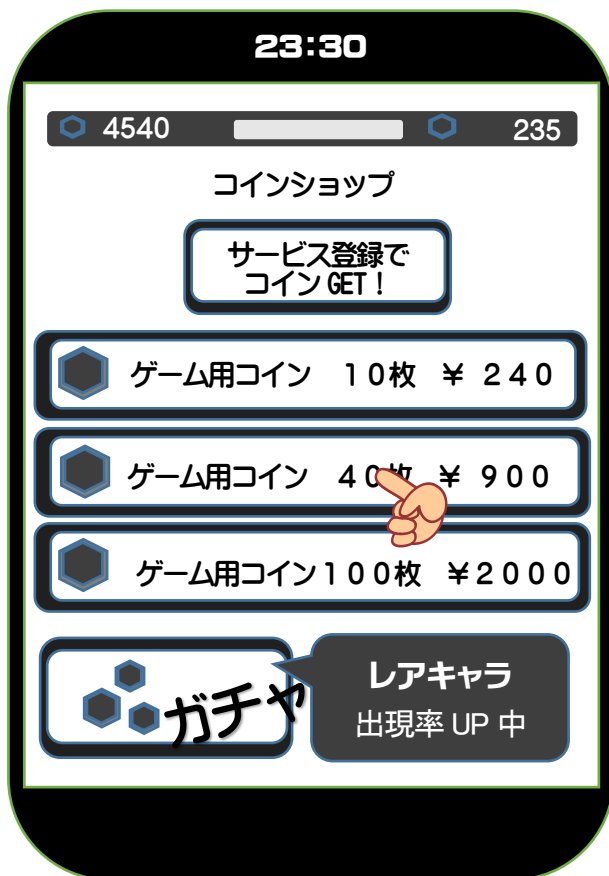 23:30
4540 235
コインショップ
サービス登録で
コイン GET！
ゲーム用コイン　１０枚　￥ ２４０
ゲーム用コイン　４０枚　￥ ９００
ゲーム用コイン１００枚　￥２０００
ガチャ
レアキャラ
出現率 UP 中